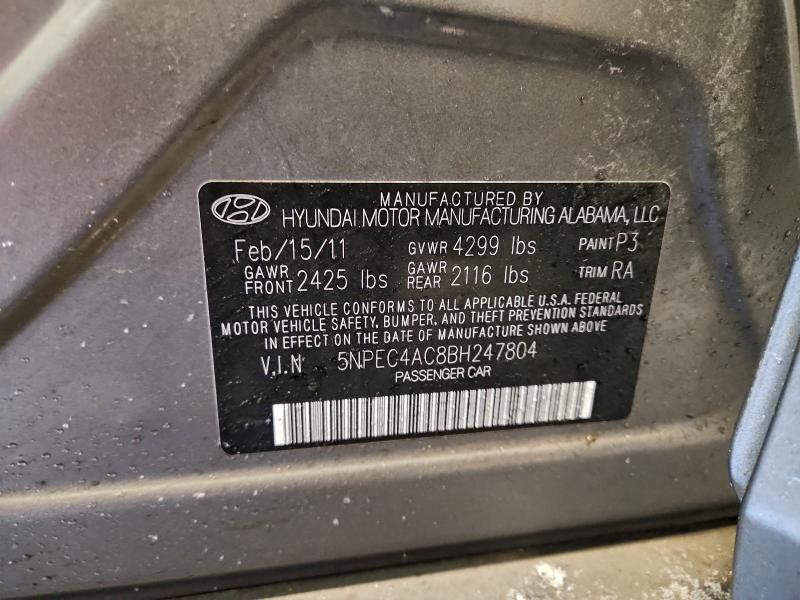 MANUFACTURED BY
HYUNDAI MOTOR MANUFACTURING ALABAMA, LLC
Feb/15/11 GVWR 4299 lbs PAINT P3
GAWR FRONT 2425 lbs GAWR REAR 2116 lbs TRIM RA
THIS VEHICLE CONFORMS TO ALL APPLICABLE U.S.A. FEDERAL
MOTOR VEHICLE SAFETY, BUMPER, AND THEFT PREVENTION STANDARDS
IN EFFECT ON THE DATE OF MANUFACTURE SHOWN ABOVE
V.I.N 5NPEC4AC8BH247804
PASSENGER CAR